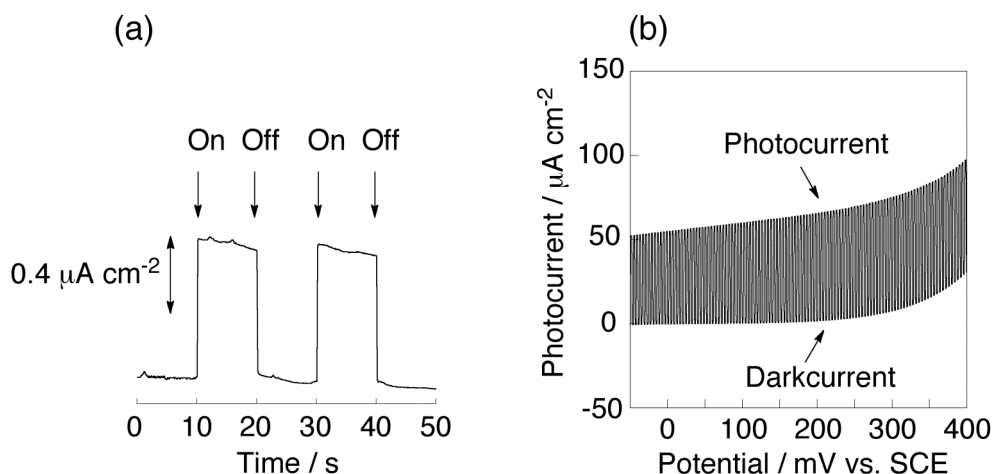 (a)
On Off On Off
0.4 μA cm-2
0 10 20 30 40 50
Time / s
(b)
Photocurrent / μA cm-2
150
100
50
0
-50
Photocurrent
Darkcurrent
0 100 200 300 400
Potential / mV vs. SCE